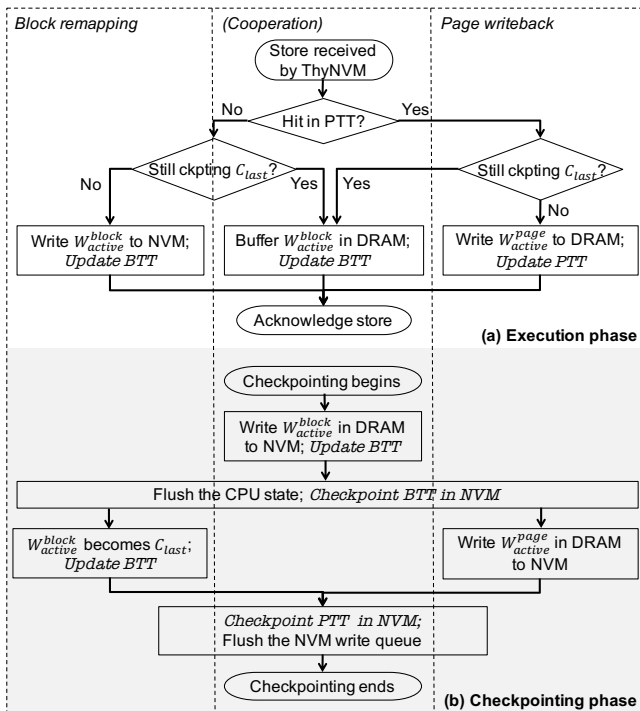 Block remapping
(Cooperation)
Page writeback
Store received
by ThyNVM
Hit in PTT?
No
Yes
Still ckpting C_last?
Still ckpting C_last?
No
Yes
Yes
No
Write W_active^block to NVM;
Update BTT
Buffer W_active^block in DRAM;
Update BTT
Write W_active^page to DRAM;
Update PTT
Acknowledge store
(a) Execution phase
Checkpointing begins
Write W_active^block in DRAM
to NVM; Update BTT
Flush the CPU state; Checkpoint BTT in NVM
W_active^block becomes C_last;
Update BTT
Write W_active^page in DRAM
to NVM
Checkpoint PTT in NVM;
Flush the NVM write queue
Checkpointing ends
(b) Checkpointing phase